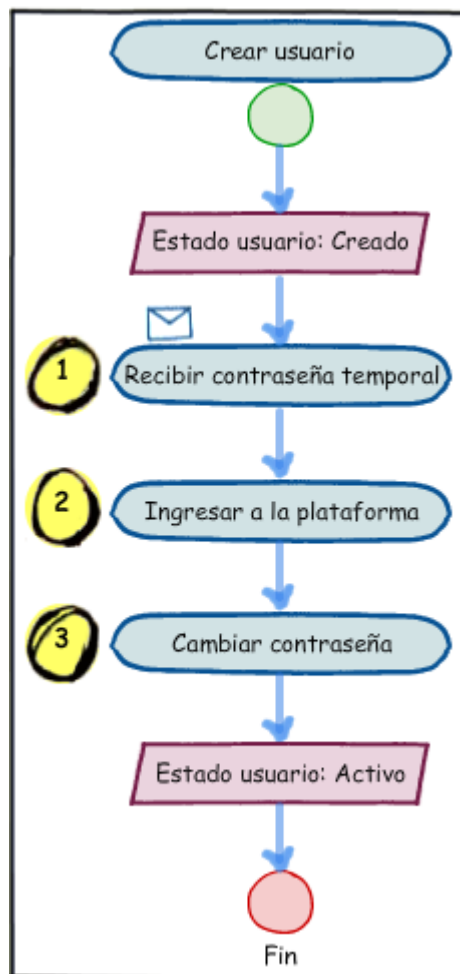 Crear usuario
Estado usuario: Creado
1
Recibir contraseña temporal
2
Ingresar a la plataforma
3
Cambiar contraseña
Estado usuario: Activo
Fin